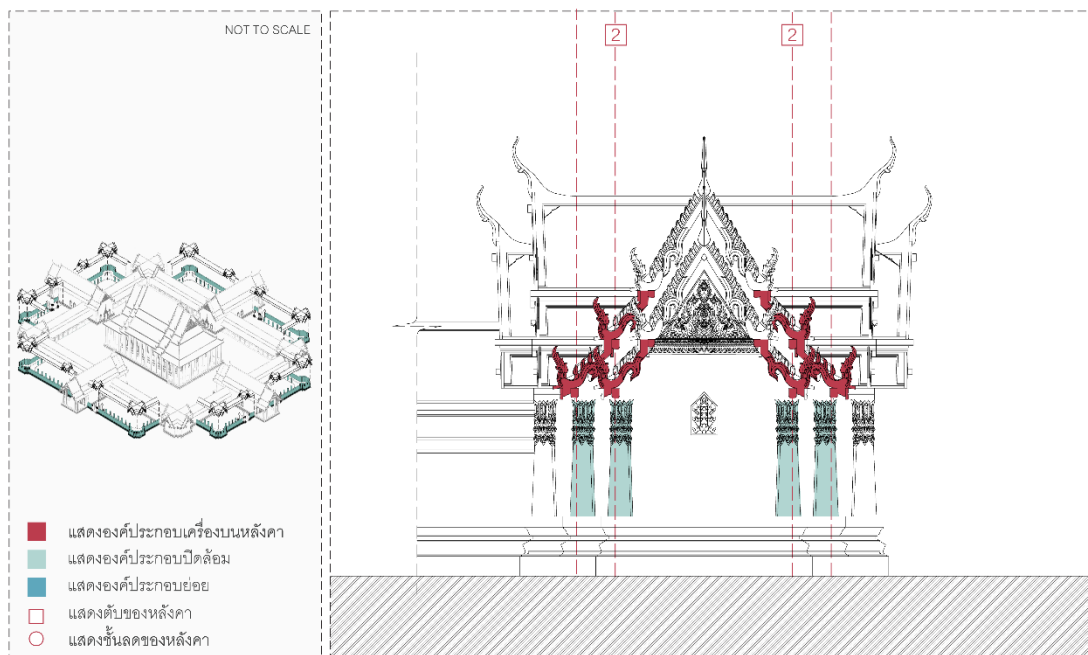 NOT TO SCALE
2 2
แสดงองค์ประกอบเครื่องบนหลังคา
แสดงองค์ประกอบปิดล้อม
แสดงองค์ประกอบย่อย
แสดงตับของหลังคา
แสดงชั้นลดของหลังคา